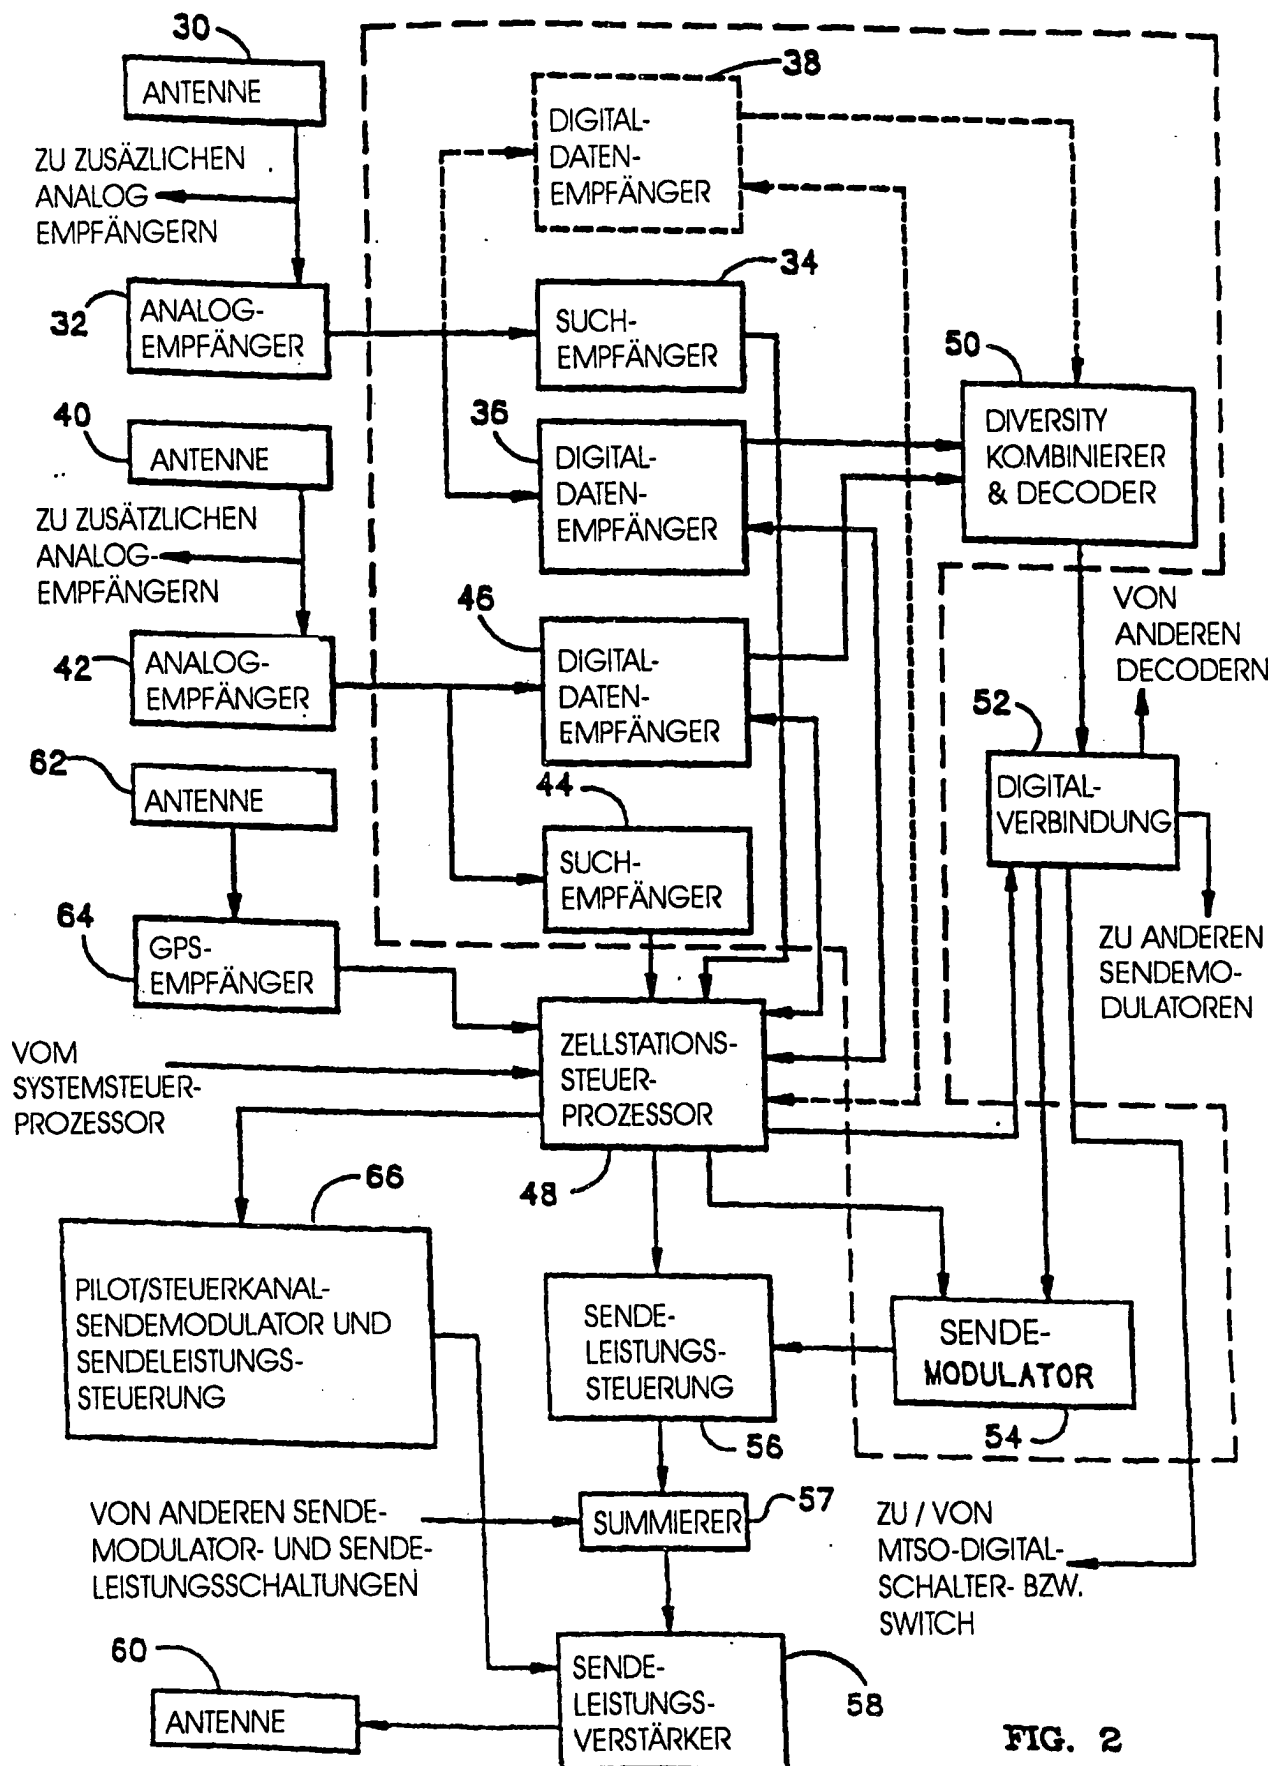 30
ANTENNE
ZU ZUSÄZLICHEN
ANALOG
EMPFÄNGERN
32
ANALOG-
EMPFÄNGER
40
ANTENNE
ZU ZUSÄTZLICHEN
ANALOG-
EMPFÄNGERN
42
ANALOG-
EMPFÄNGER
62
ANTENNE
64
GPS-
EMPFÄNGER
VOM
SYSTEMSTEUER-
PROZESSOR
38
DIGITAL-
DATEN-
EMPFÄNGER
34
SUCH-
EMPFÄNGER
36
DIGITAL-
DATEN-
EMPFÄNGER
46
DIGITAL-
DATEN-
EMPFÄNGER
44
SUCH-
EMPFÄNGER
50
DIVERSITY
KOMBINIERER
& DECODER
VON
ANDEREN
DECODERN
52
DIGITAL-
VERBINDUNG
ZU ANDEREN
SENDEMO-
DULATOREN
ZELLSTATIONS-
STEUER-
PROZESSOR
48
66
PILOT/STEUERKANAL-
SENDEMODULATOR UND
SENDELEISTUNGS-
STEUERUNG
SENDE-
LEISTUNGS-
STEUERUNG
56
SENDE-
MODULATOR
54
VON ANDEREN SENDE-
MODULATOR- UND SENDE-
LEISTUNGSSCHALTUNGEN
SUMMIERER
57
ZU / VON
MTSO-DIGITAL-
SCHALTER- BZW.
SWITCH
60
ANTENNE
SENDE-
LEISTUNGS-
VERSTÄRKER
58
FIG. 2